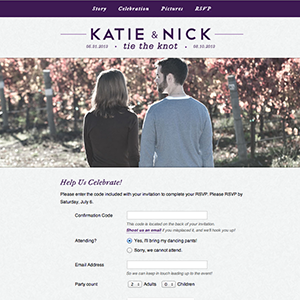 Story Celebration Pictures RSVP
KATIE & NICK
08.31.2013 tie the knot 08.31.2013
Help Us Celebrate!
Please enter the code included with your invitation to complete your RSVP. Please RSVP by
Saturday, July 6.
Confirmation Code
This code is located on the back of your invitation.
Shoot us an email if you misplaced it, and we'll hook you up!
Attending? Yes, I'll bring my dancing pants!
Sorry, we cannot attend.
Email Address
So we can keep in touch leading up to the event!
Party count 2 Adults 0 Children